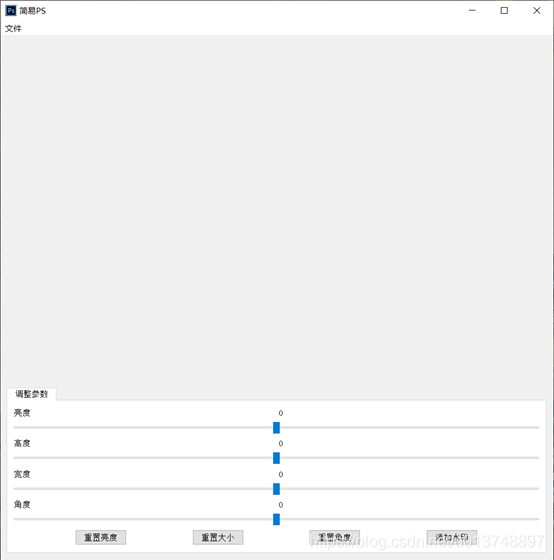 Ps 简易PS
文件
调整参数
亮度 0
高度 0
宽度 0
角度 0
重置亮度 重置大小 重置角度 添加水印
https://blog.csdn.net/u013748897